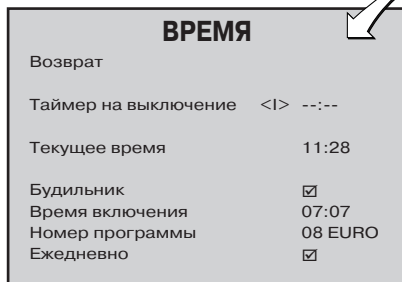 ВРЕМЯ
Возврат
Таймер на выключение <I> --:--
Текущее время 11:28
Будильник ☑
Время включения 07:07
Номер программы 08 EURO
Ежедневно ☑